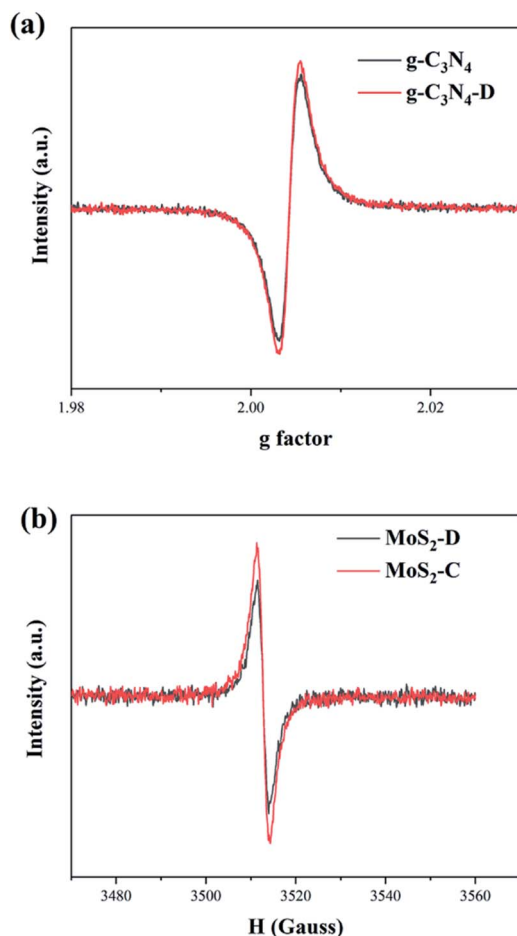 (a)
g-C₃N₄
g-C₃N₄-D
Intensity (a.u.)
1.98 2.00 2.02
g factor
(b)
MoS₂-D
MoS₂-C
Intensity (a.u.)
3480 3500 3520 3540 3560
H (Gauss)